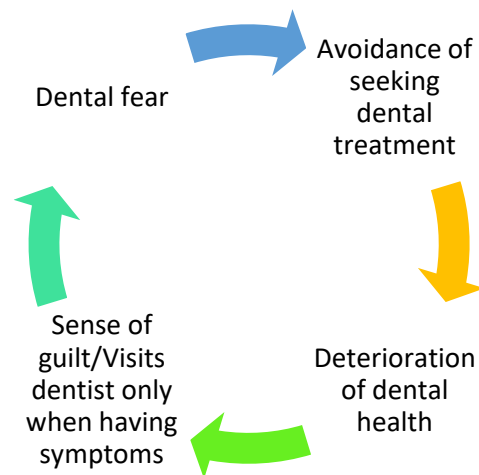 Dental fear
Avoidance of
seeking
dental
treatment
Deterioration
of dental
health
Sense of
guilt/Visits
dentist only
when having
symptoms